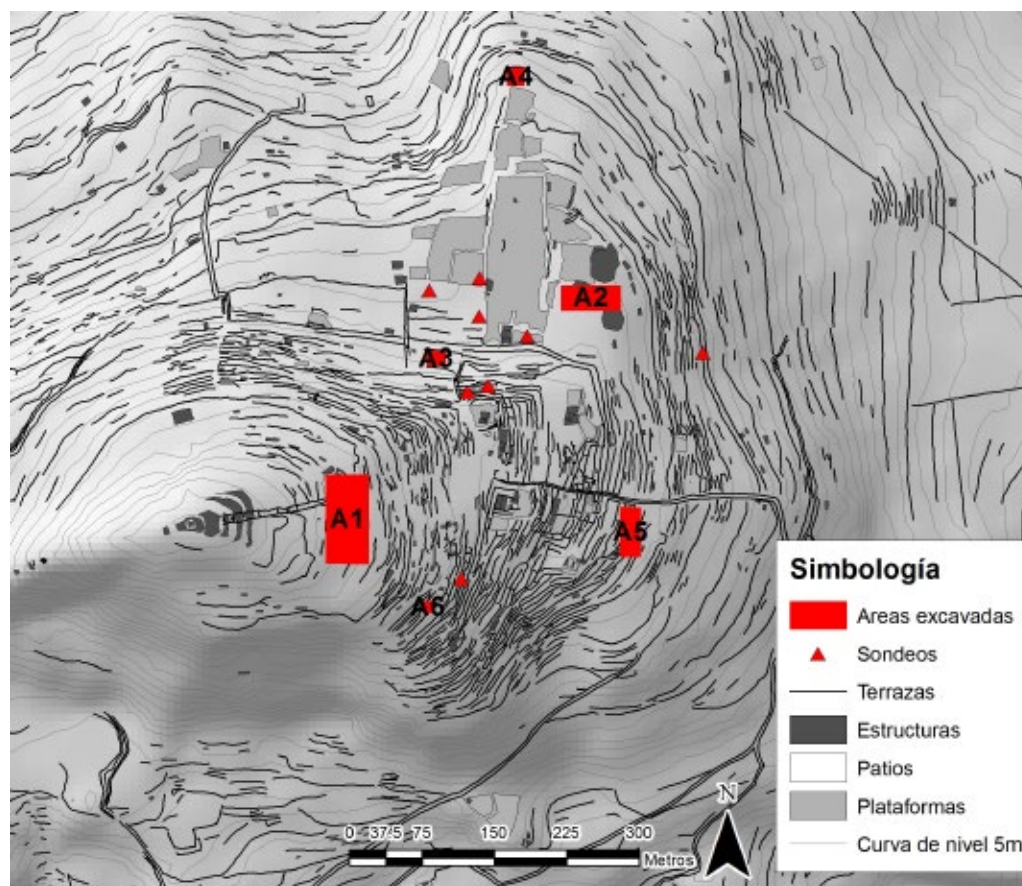 A4
A2
A3
A1
A5
A6
Simbología
Areas excavadas
Sondeos
Terrazas
Estructuras
Patios
Plataformas
Curva de nivel 5m
N
0 37.5 75 150 225 300
Metros